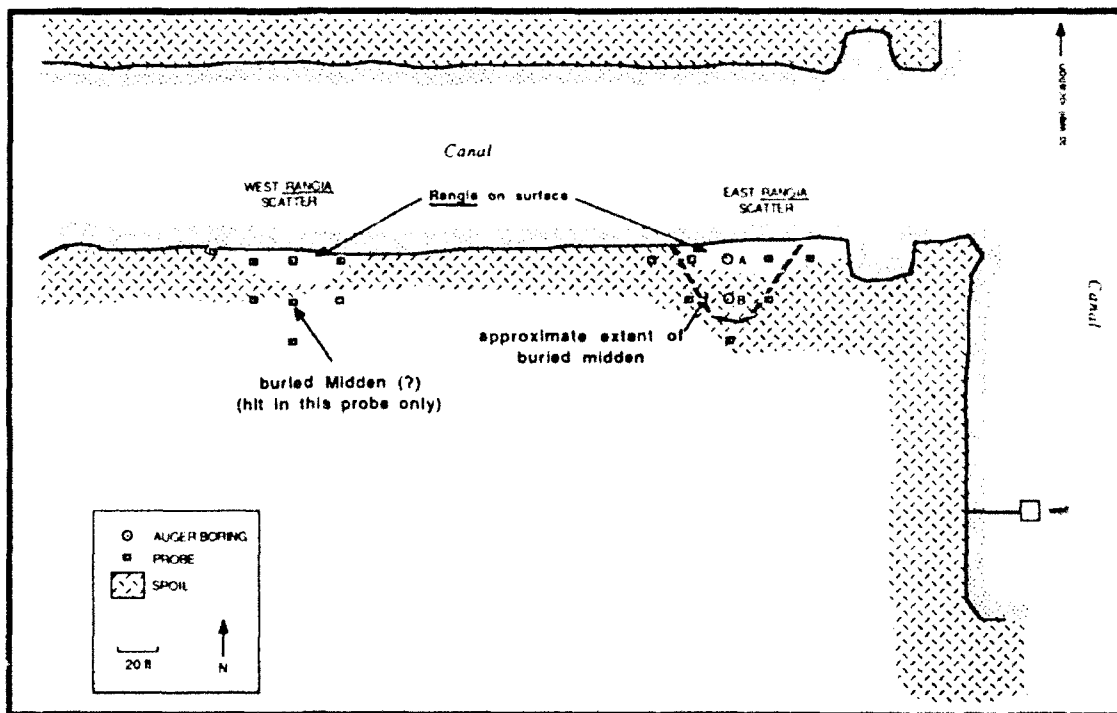 Canal
WEST RANGIA
SCATTER
Rangia on surface
EAST RANGIA
SCATTER
A
B
Canal
approximate extent of
buried midden
buried Midden (?)
(hit in this probe only)
AUGER BORING
PROBE
SPOIL
20 ft
N